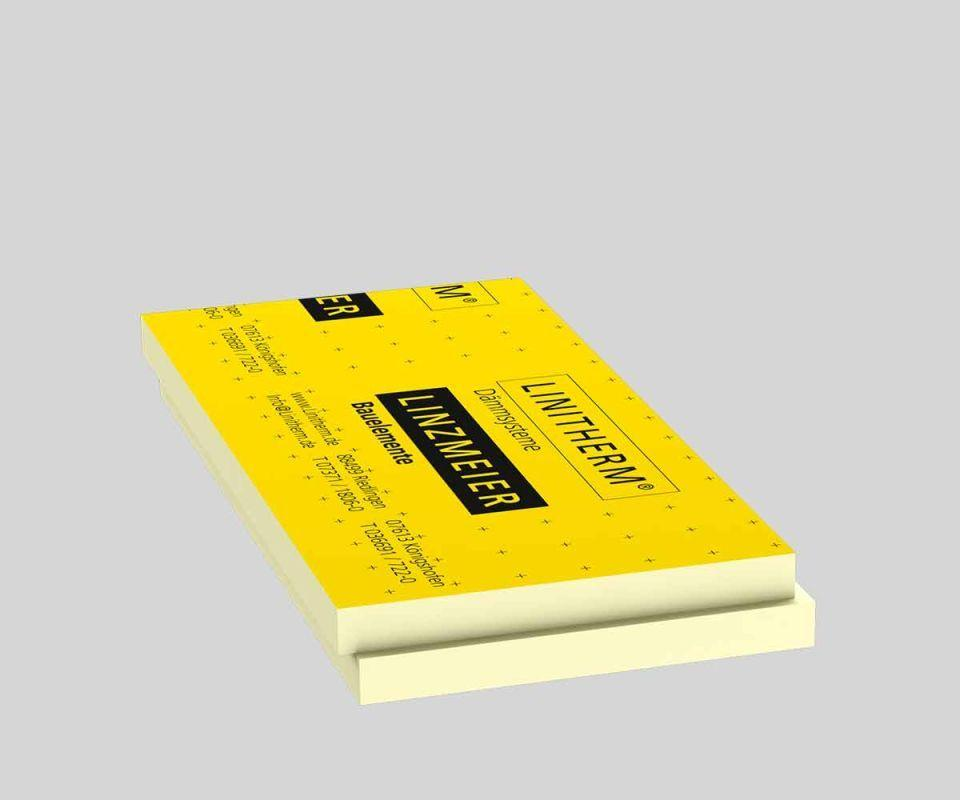 M®
ER
07613 Königshofen
T 036691 / 722-0
LINITHERM®
Dämmsysteme
LINZMEIER
Bauelemente
www.Linitherm.de
Info@Linitherm.de
88499 Riedlingen
T 07371 / 1806-0
07613 Königshofen
T 036691 / 722-0